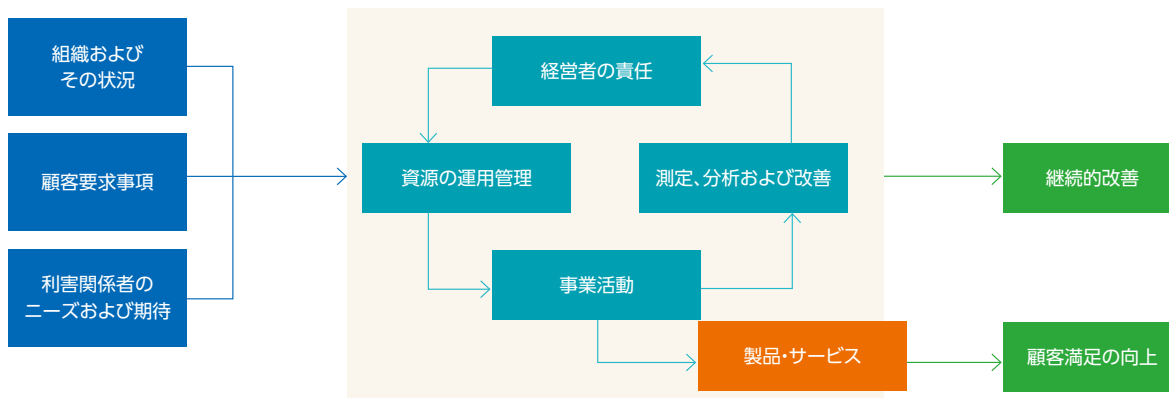 組織および
その状況
顧客要求事項
利害関係者の
ニーズおよび期待
経営者の責任
資源の運用管理
測定、分析および改善
事業活動
製品・サービス
継続的改善
顧客満足の向上